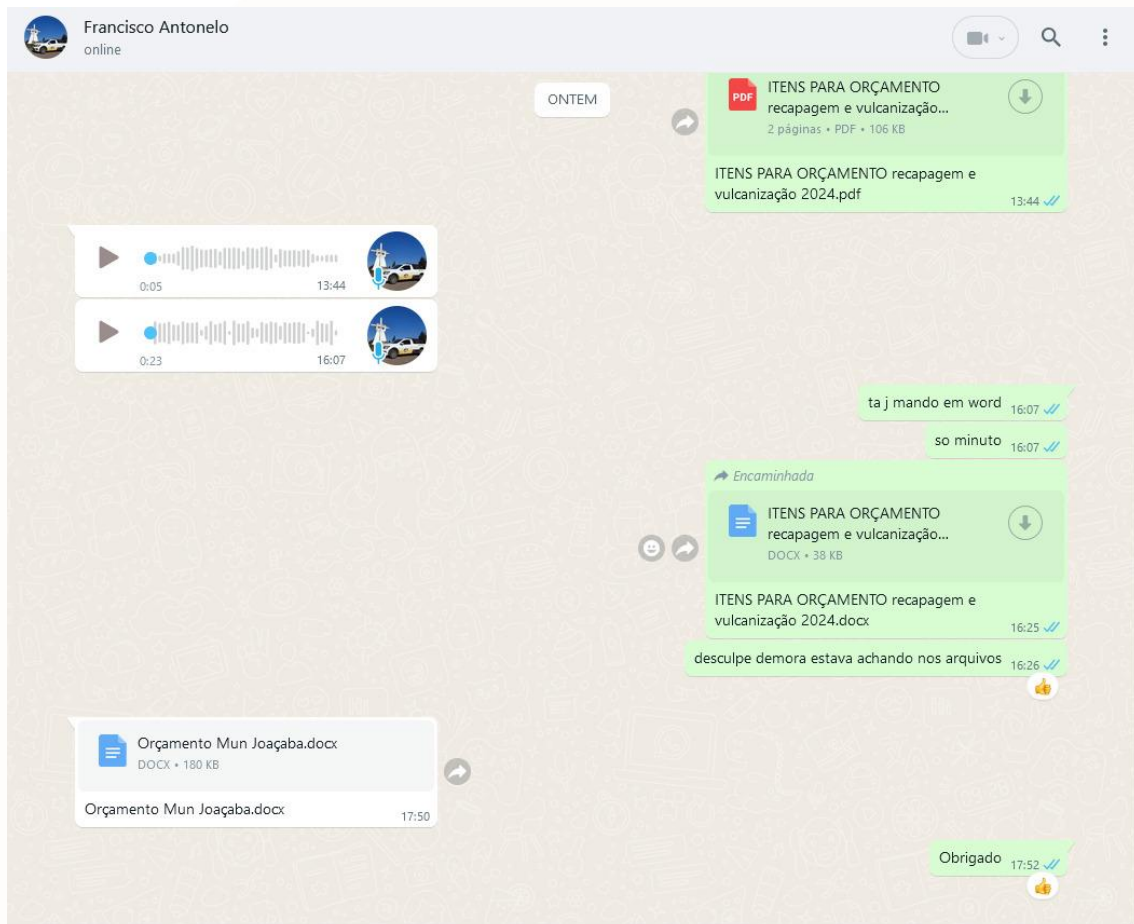 Francisco Antonelo
online
ONTEM
PDF
ITENS PARA ORÇAMENTO
recapagem e vulcanização...
2 páginas • PDF • 106 KB
ITENS PARA ORÇAMENTO recapagem e
vulcanização 2024.pdf
13:44
0:05 13:44
0:23 16:07
ta j mando em word 16:07
so minuto 16:07
Encaminhada
ITENS PARA ORÇAMENTO
recapagem e vulcanização...
DOCX • 38 KB
ITENS PARA ORÇAMENTO recapagem e
vulcanização 2024.docx
16:25
desculpe demora estava achando nos arquivos 16:26
Orçamento Mun Joaçaba.docx
DOCX • 180 KB
Orçamento Mun Joaçaba.docx
17:50
Obrigado 17:52